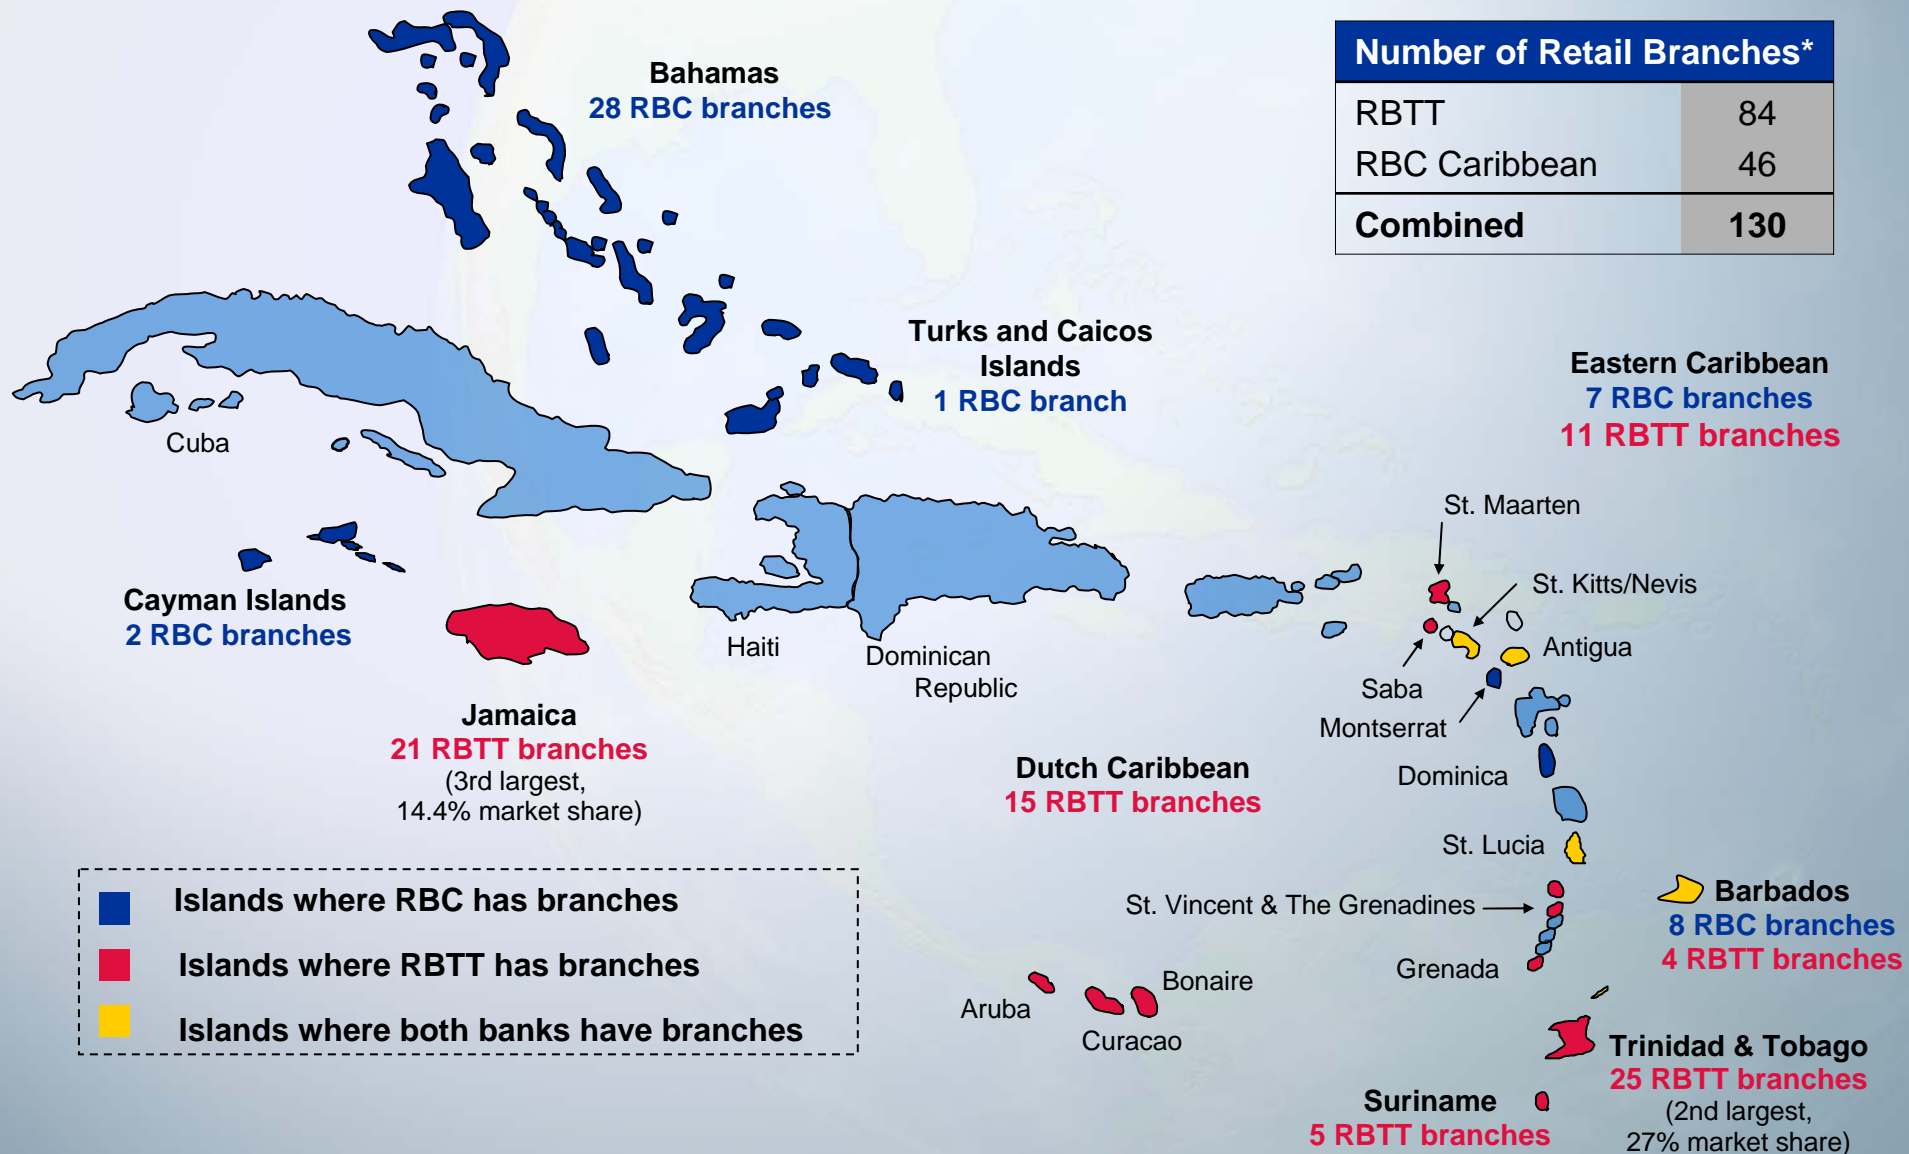 Number of Retail Branches*
RBTT 84
RBC Caribbean 46
Combined 130
Bahamas
28 RBC branches
Turks and Caicos
Islands
1 RBC branch
Eastern Caribbean
7 RBC branches
11 RBTT branches
Cuba
St. Maarten
St. Kitts/Nevis
Cayman Islands
2 RBC branches
Haiti
Dominican
Republic
Antigua
Saba
Montserrat
Jamaica
21 RBTT branches
(3rd largest,
14.4% market share)
Dutch Caribbean
15 RBTT branches
Dominica
St. Lucia
Islands where RBC has branches
Islands where RBTT has branches
Islands where both banks have branches
St. Vincent & The Grenadines
Barbados
8 RBC branches
4 RBTT branches
Grenada
Aruba
Bonaire
Curacao
Trinidad & Tobago
25 RBTT branches
(2nd largest,
27% market share)
Suriname
5 RBTT branches